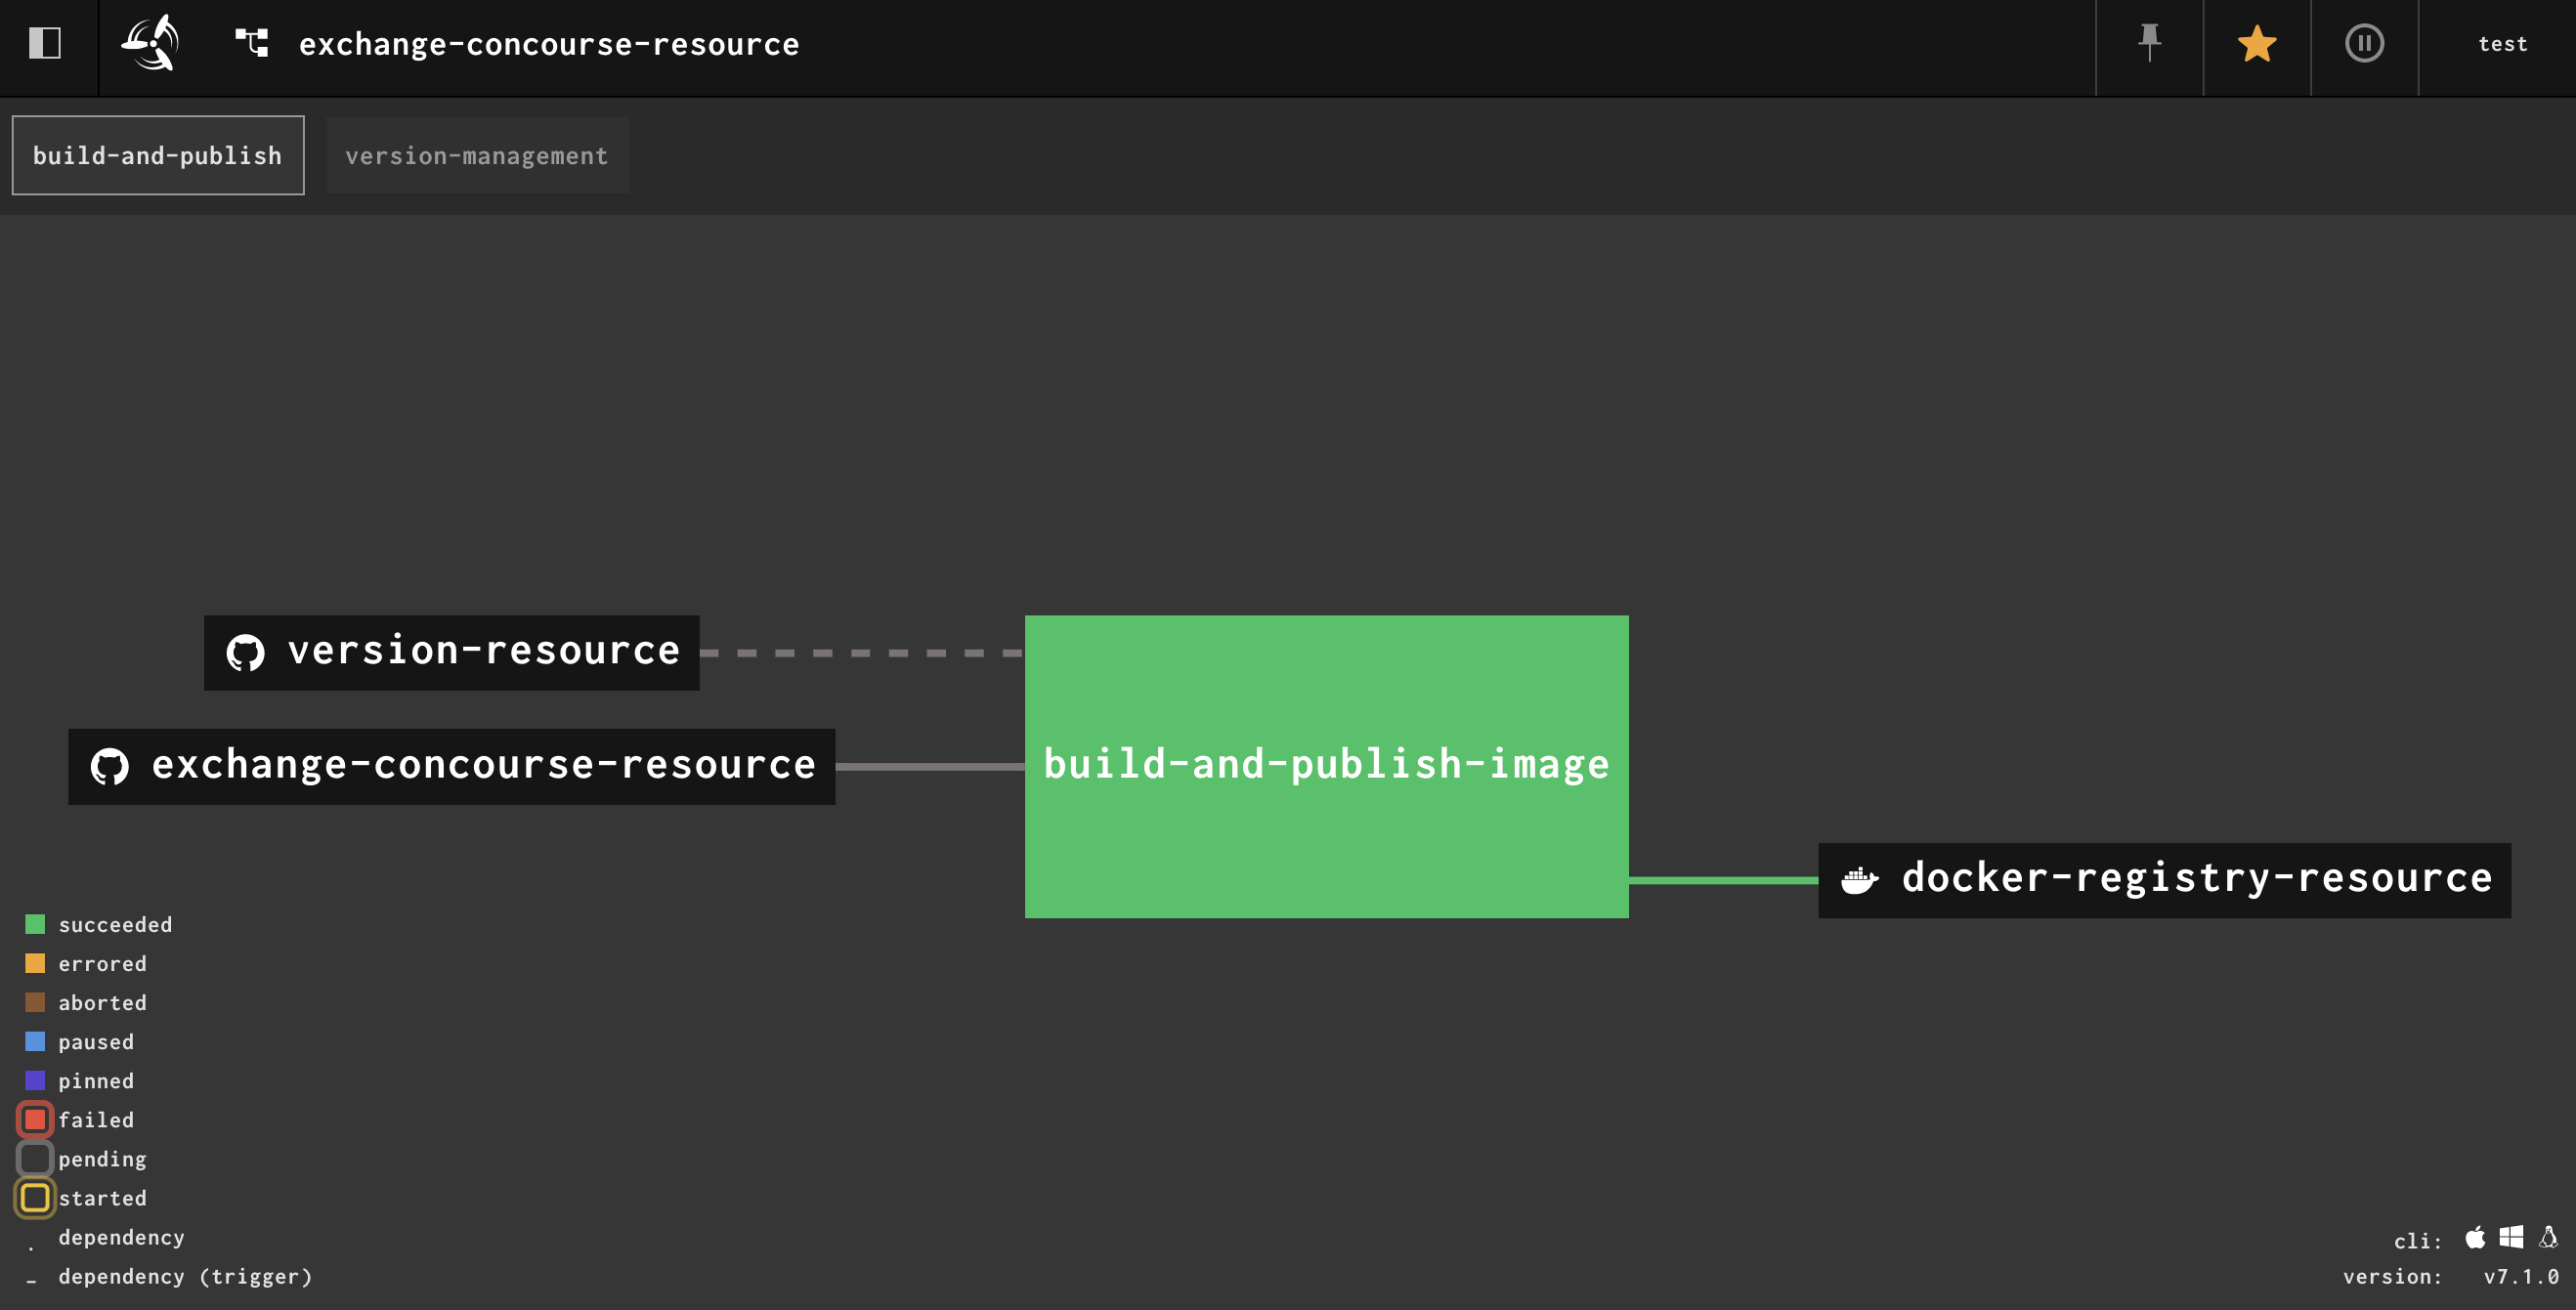 exchange-concourse-resource
test
build-and-publish
version-management
version-resource
exchange-concourse-resource
build-and-publish-image
docker-registry-resource
succeeded
errored
aborted
paused
pinned
failed
pending
started
. dependency
- dependency (trigger)
cli:
version: v7.1.0